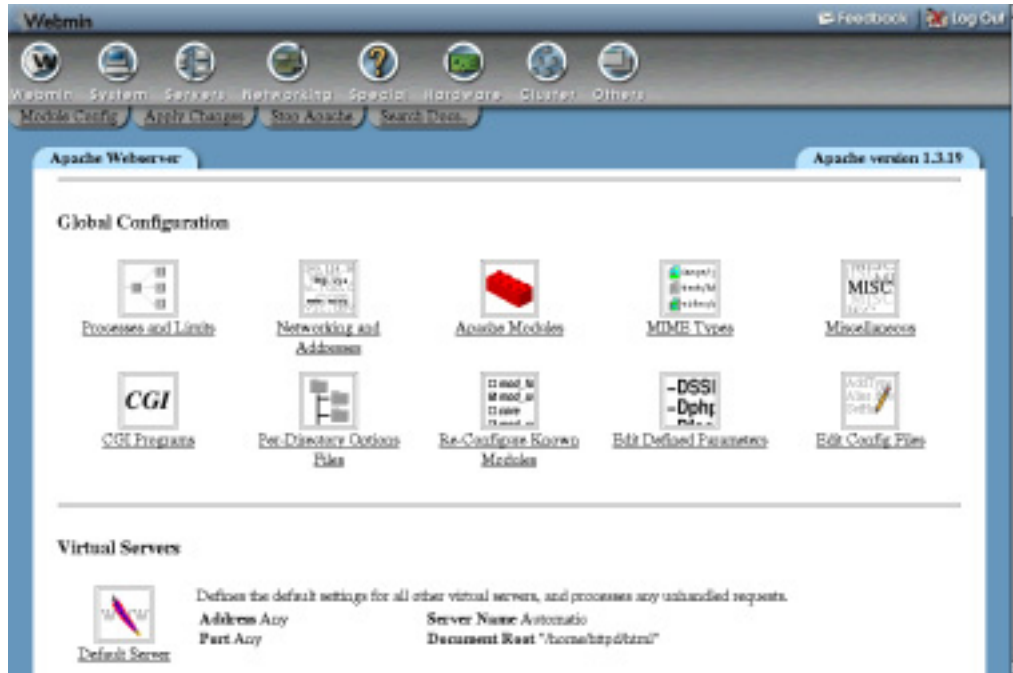 Webmin
Feedback Log Out
Webmin System Servers Networking Special Hardware Cluster Others
Module Config Apply Changes Stop Apache Search Docs..
Apache Webserver Apache version 1.3.19
Global Configuration
MISC
Processes and Limits Networking and Addresses Apache Modules MIME Types Miscellaneous
CGI
-DSSL
-Dphp
CGI Programs Per-Directory Options Files Re-Configure Known Modules Edit Defined Parameters Edit Config Files
Virtual Servers
Defines the default settings for all other virtual servers, and processes any unhandled requests.
Address Any Server Name Automatic
Port Any Document Root "/home/httpd/html"
Default Server